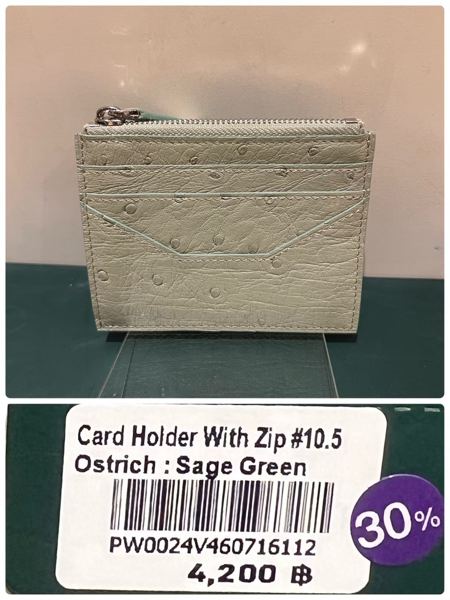 Card Holder With Zip #10.5
Ostrich : Sage Green
PW0024V460716112
4,200 ฿
30%